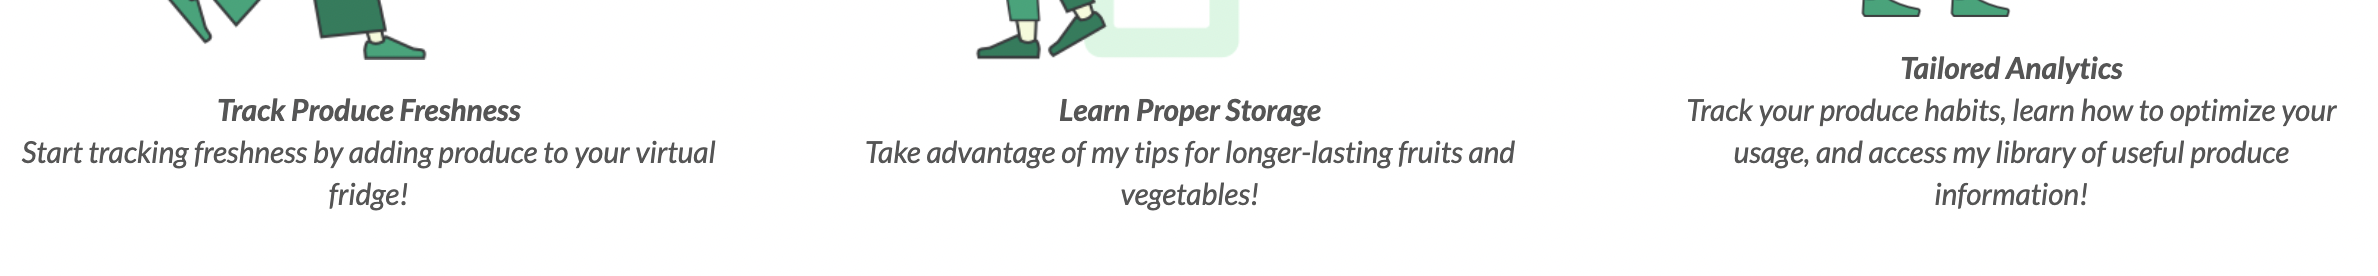 Track Produce Freshness
Start tracking freshness by adding produce to your virtual
fridge!
Learn Proper Storage
Take advantage of my tips for longer-lasting fruits and
vegetables!
Tailored Analytics
Track your produce habits, learn how to optimize your
usage, and access my library of useful produce
information!